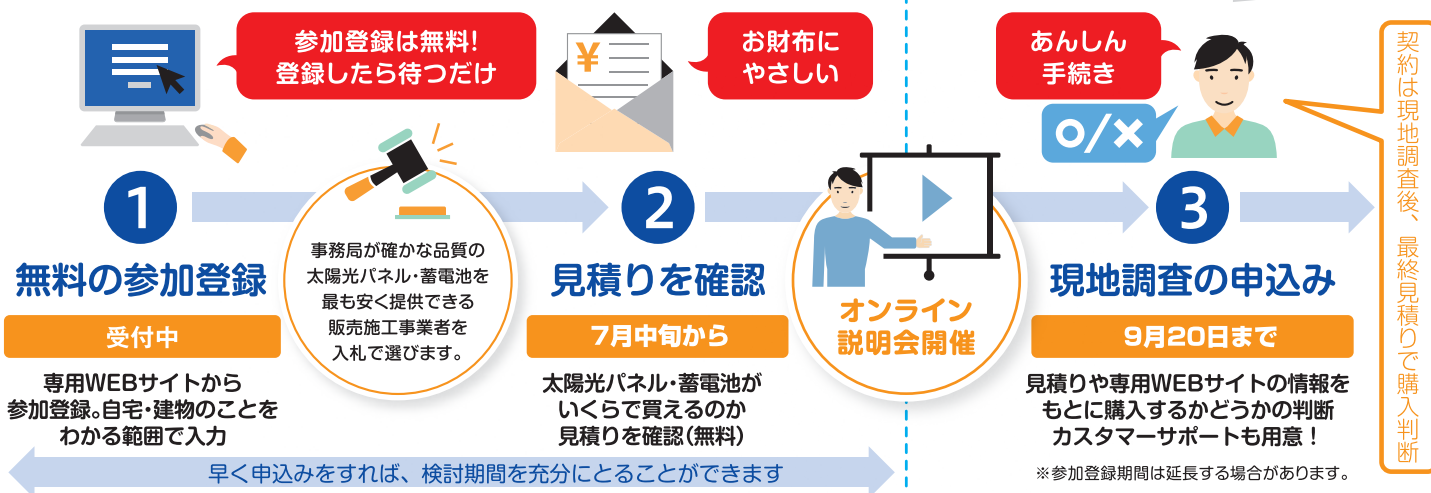 参加登録は無料!
登録したら待つだけ
¥
お財布に
やさしい
あんしん
手続き
○/×
契約は現地調査後、最終見積りで購入判断
1
無料の参加登録
受付中
専用WEBサイトから
参加登録。自宅・建物のことを
わかる範囲で入力
事務局が確かな品質の
太陽光パネル・蓄電池を
最も安く提供できる
販売施工事業者を
入札で選びます。
2
見積りを確認
7月中旬から
太陽光パネル・蓄電池が
いくらで買えるのか
見積りを確認(無料)
オンライン
説明会開催
3
現地調査の申込み
9月20日まで
見積りや専用WEBサイトの情報を
もとに購入するかどうかの判断
カスタマーサポートも用意!
早く申込みをすれば、検討期間を充分にとることができます
※参加登録期間は延長する場合があります。